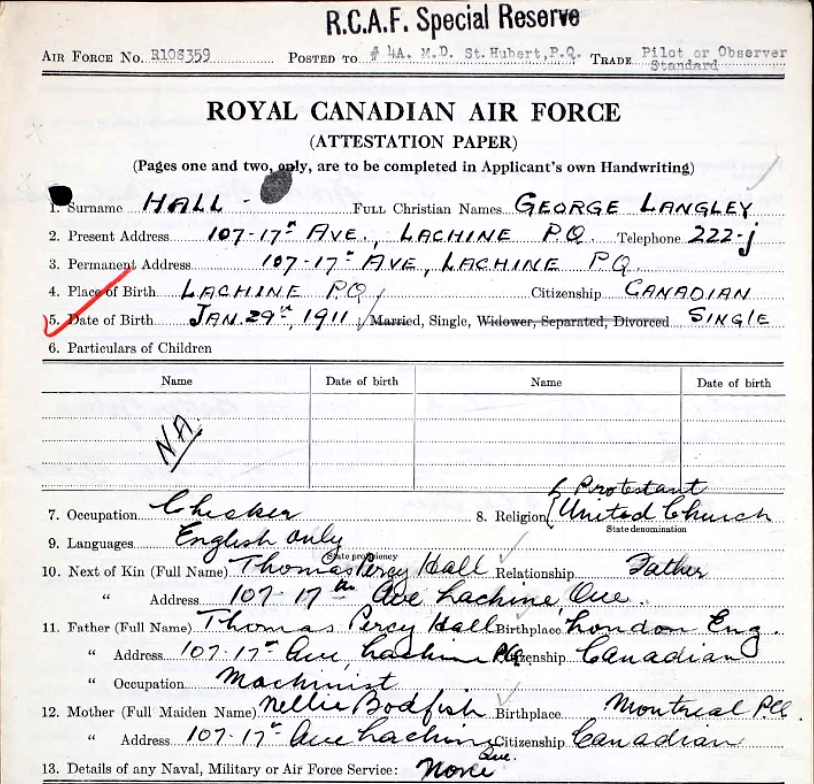 R.C.A.F. Special Reserve
AIR FORCE NO. R108359 POSTED TO # 4A. M.D. St.Hubert,P.Q. TRADE Pilot or Observer
Standard
ROYAL CANADIAN AIR FORCE
(ATTESTATION PAPER)
(Pages one and two, only, are to be completed in Applicant's own Handwriting)
1. Surname HALL - FULL Christian Names GEORGE LANGLEY
2. Present Address 107-17th AVE., LACHINE P.Q. Telephone 222-j
3. Permanent Address 107-17th AVE, LACHINE P.Q.
4. Place of Birth LACHINE P.Q. Citizenship CANADIAN
5. Date of Birth JAN. 29th, 1911 Married, Single, Widower, Separated, Divorced SINGLE
6. Particulars of Children
Name Date of birth Name Date of birth
NA
7. Occupation Checker 8. Religion { Protestant
United Church
State denomination
9. Languages English only
State proficiency
10. Next of Kin (Full Name) Thomas Percy Hall Relationship Father
" Address 107-17th Ave Lachine, Que.
11. Father (Full Name) Thomas Percy Hall Birthplace London Eng.
" Address 107-17th Ave, Lachine P.Q. Citizenship Canadian
" Occupation Machinist
12. Mother (Full Maiden Name) Nellie Bodfish Birthplace Montreal P.Q.
" Address 107-17th Ave Lachine Que. Citizenship Canadian
13. Details of any Naval, Military or Air Force Service: None